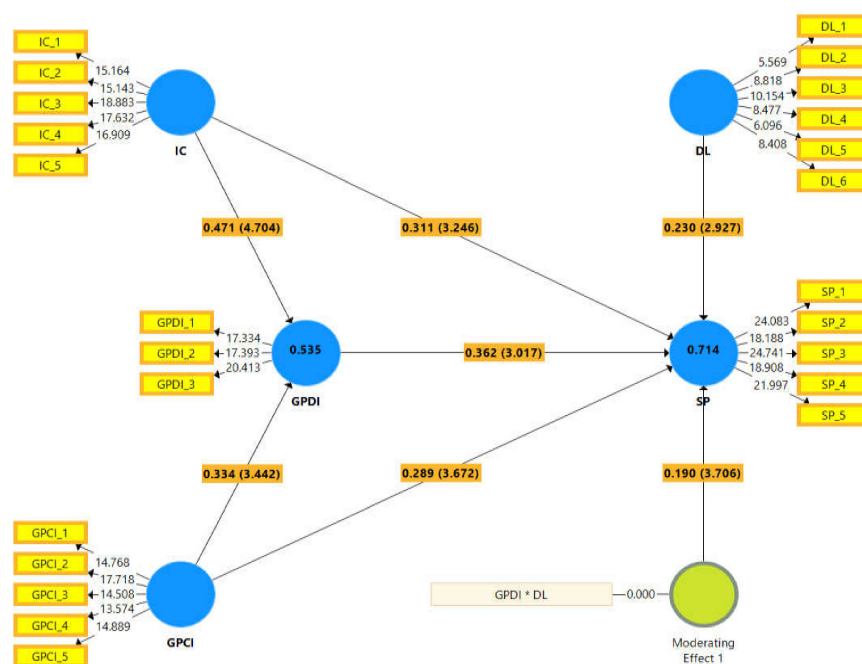 IC_1
IC_2
IC_3
IC_4
IC_5
15.164
15.143
18.883
17.632
16.909
IC
DL_1
DL_2
DL_3
DL_4
DL_5
DL_6
5.569
8.818
10.154
8.477
6.096
8.408
DL
0.471 (4.704)
0.311 (3.246)
0.230 (2.927)
GPDI_1
GPDI_2
GPDI_3
17.334
17.393
20.413
0.535
GPDI
0.362 (3.017)
0.714
SP
SP_1
SP_2
SP_3
SP_4
SP_5
24.083
18.188
24.741
18.908
21.997
0.334 (3.442)
0.289 (3.672)
0.190 (3.706)
GPCI_1
GPCI_2
GPCI_3
GPCI_4
GPCI_5
14.768
17.718
14.508
13.574
14.889
GPCI
GPDI * DL
0.000
Moderating
Effect 1